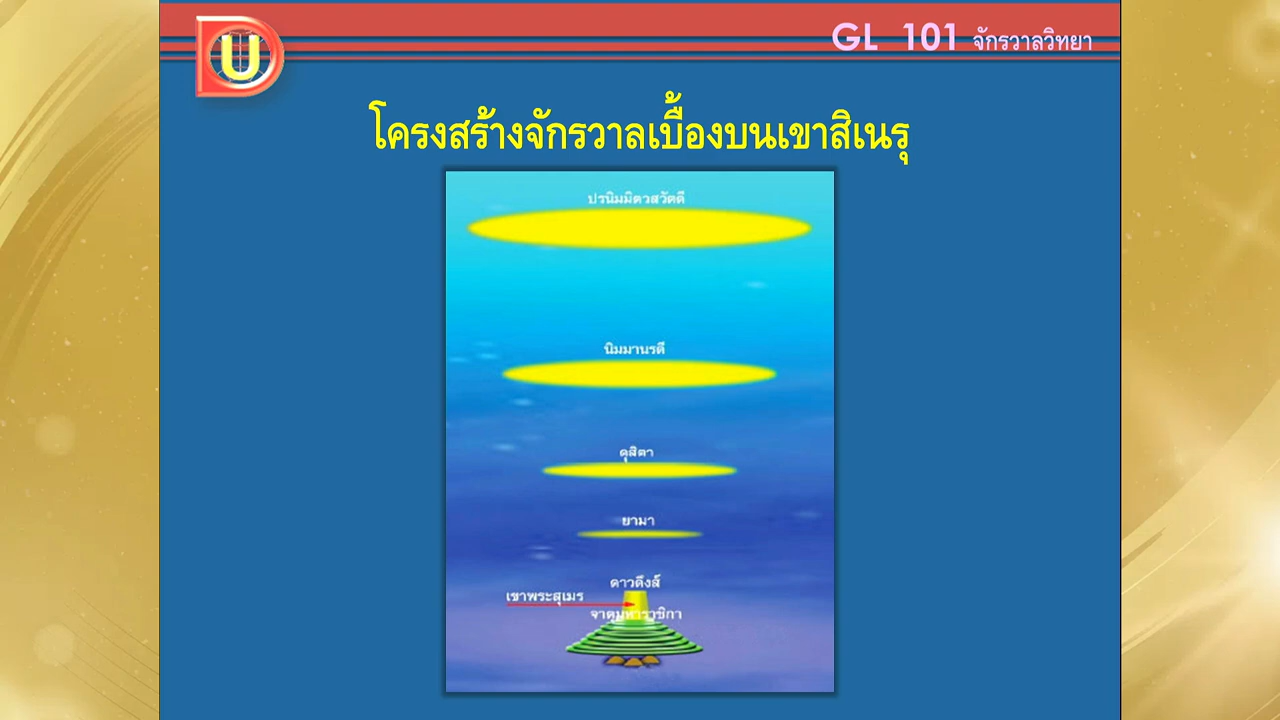 U
GL 101 จักรวาลวิทยา
โครงสร้างจักรวาลเบื้องบนเขาสิเนรุ
ปรนิมมิตวสวัตดี
นิมมานรดี
ดุสิตา
ยามา
ดาวดึงส์
เขาพระสุเมร
จาตุมหาราชิกา